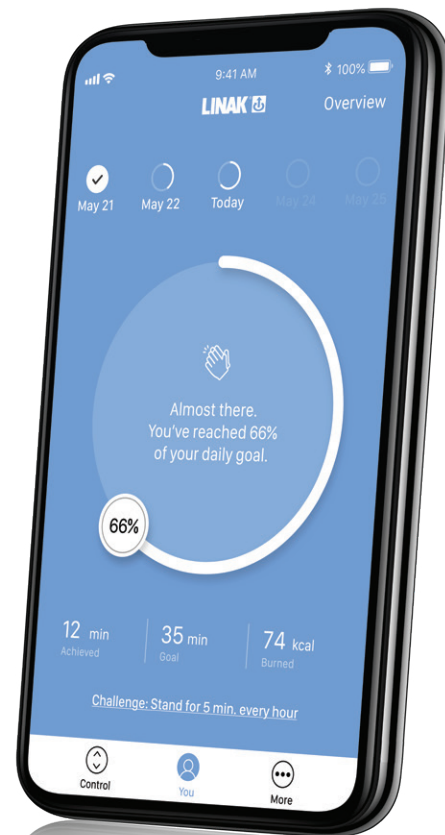 9:41 AM
100%
LINAK
Overview
May 21
May 22
Today
May 24
Almost there.
You've reached 66%
of your daily goal.
66%
12 min
Achieved
35 min
Goal
74 kcal
Burned
Challenge: Stand for 5 min. every hour
Control
You
More